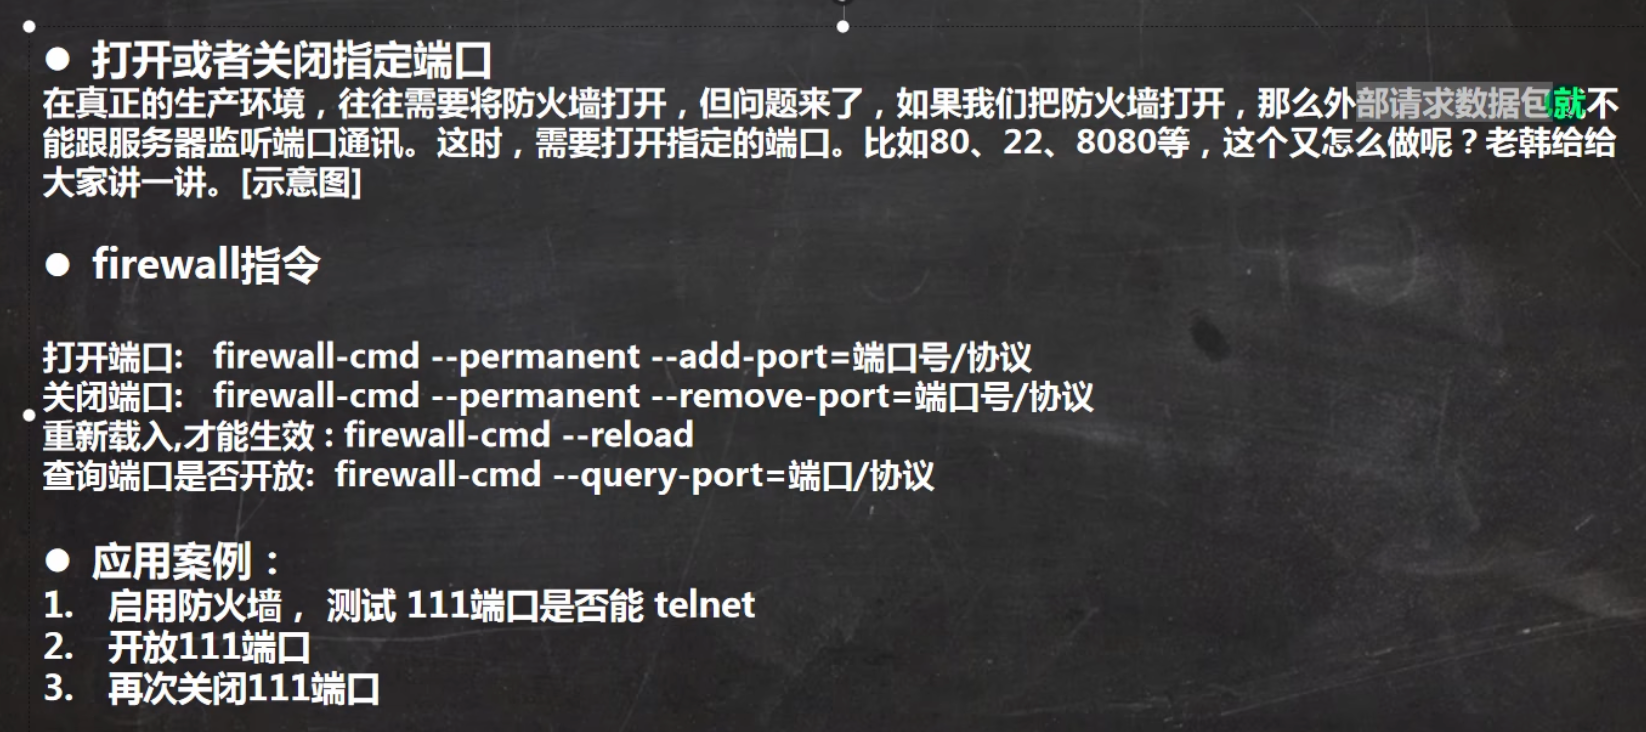 ● 打开或者关闭指定端口
在真正的生产环境，往往需要将防火墙打开，但问题来了，如果我们把防火墙打开，那么外部请求数据包就不
能跟服务器监听端口通讯。这时，需要打开指定的端口。比如80、22、8080等，这个又怎么做呢？老韩给给
大家讲一讲。[示意图]
● firewall指令
打开端口: firewall-cmd --permanent --add-port=端口号/协议
关闭端口: firewall-cmd --permanent --remove-port=端口号/协议
重新载入,才能生效 : firewall-cmd --reload
查询端口是否开放: firewall-cmd --query-port=端口/协议
● 应用案例：
1. 启用防火墙， 测试 111端口是否能 telnet
2. 开放111端口
3. 再次关闭111端口